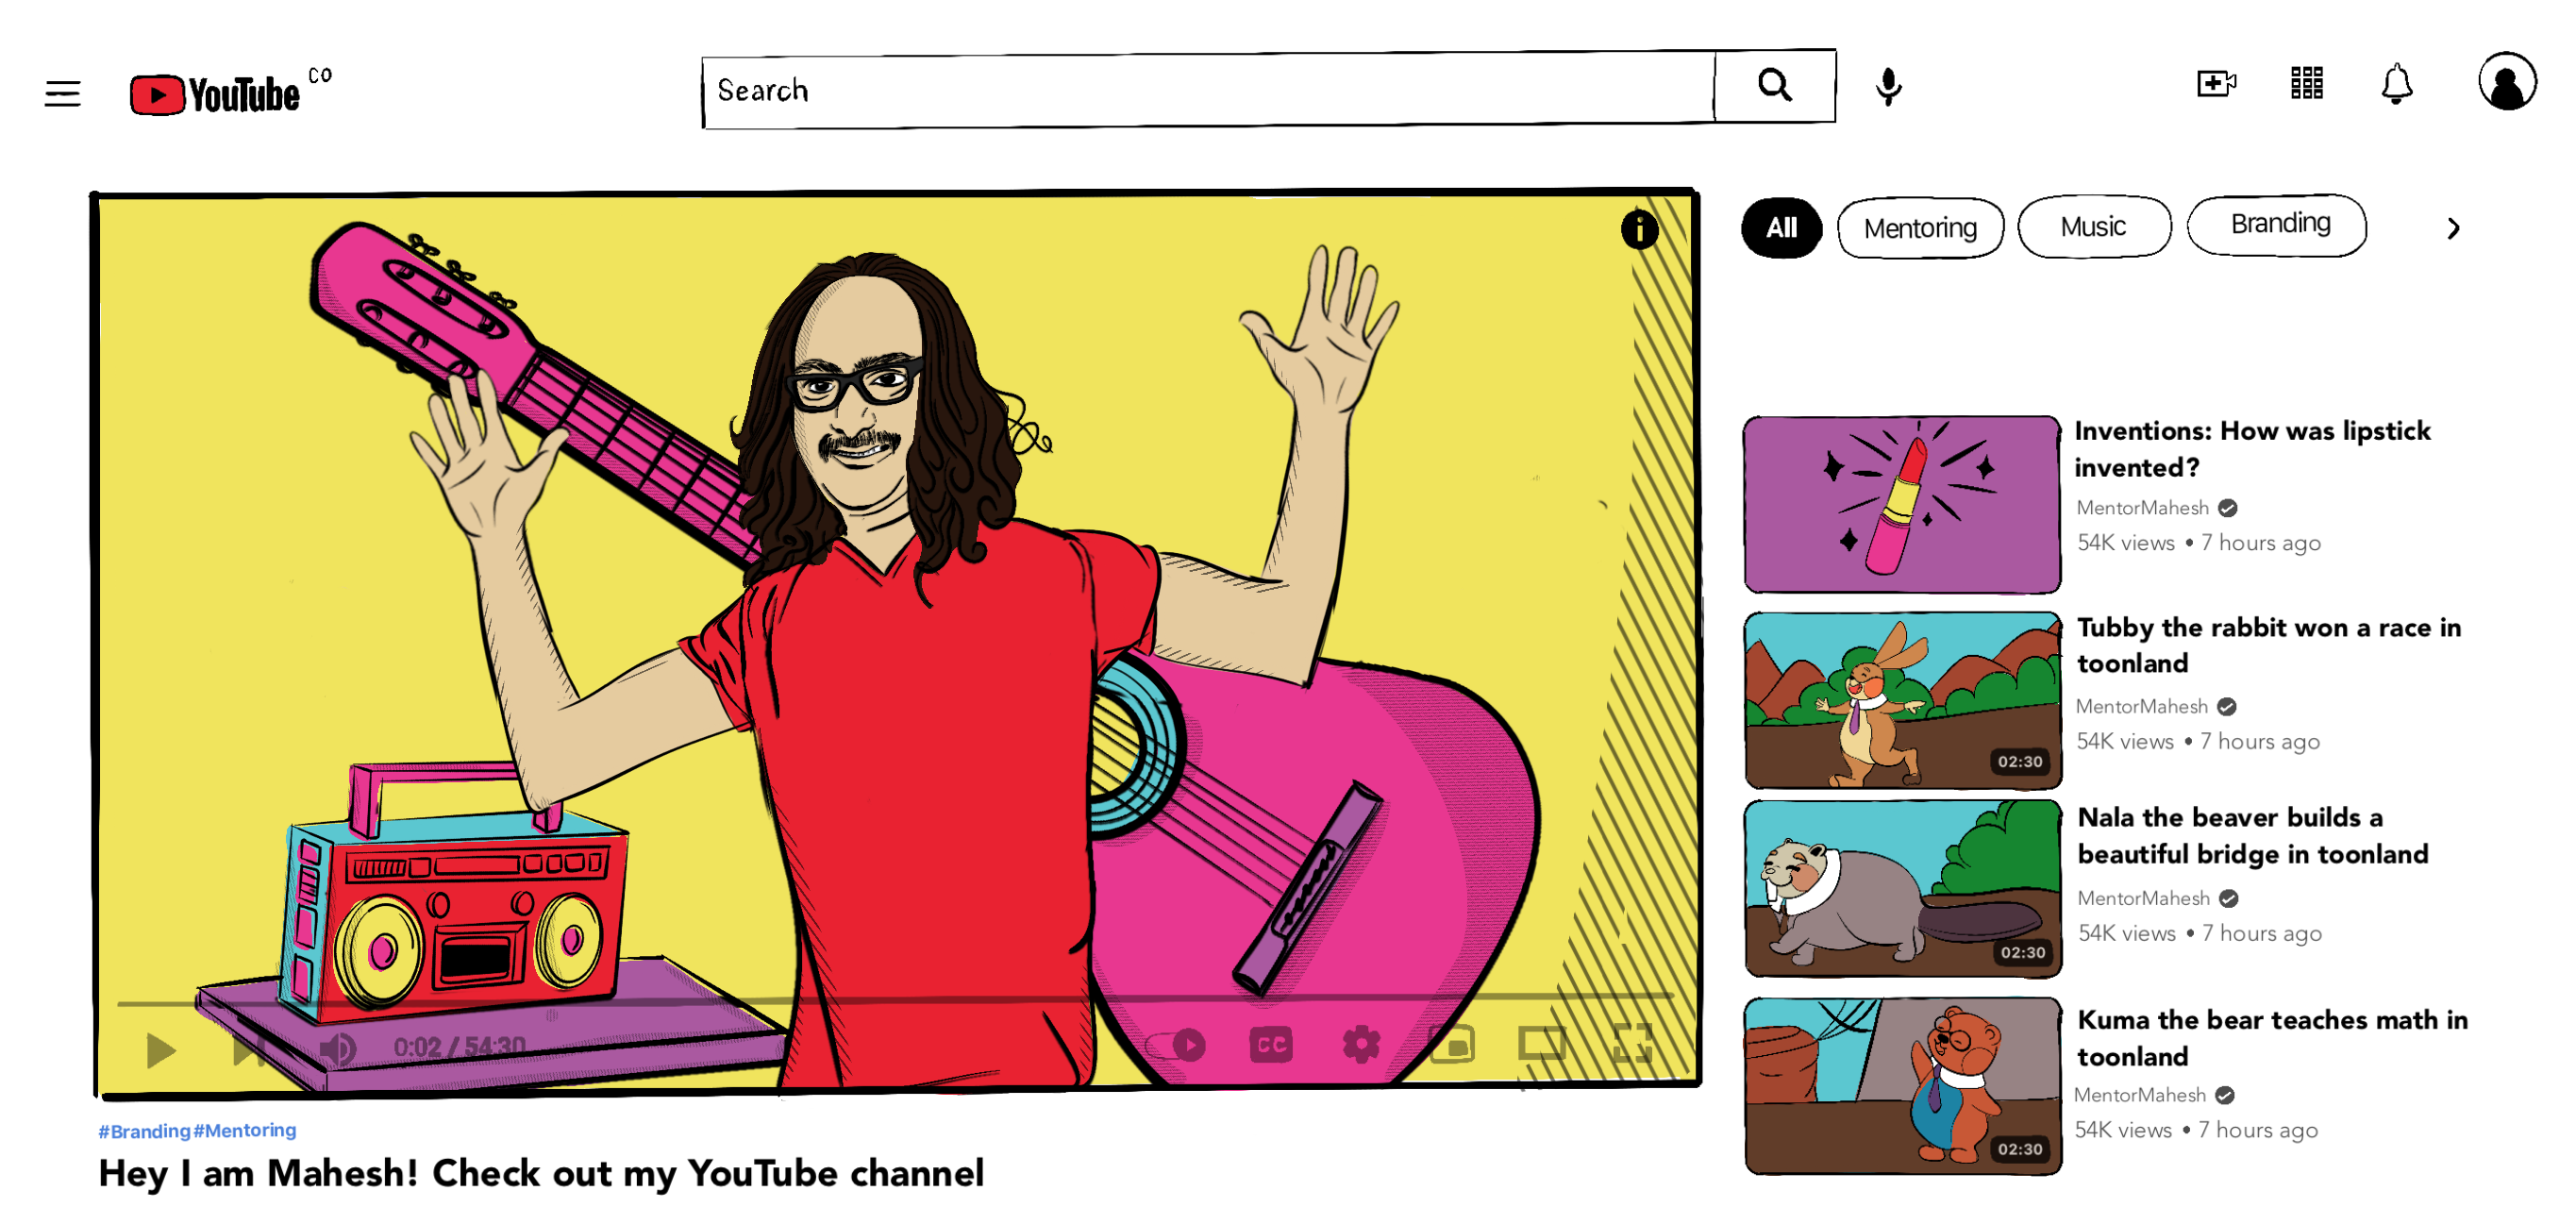 YouTube CO
Search
All
Mentoring
Music
Branding
i
0:02 / 54:30
CC
#Branding #Mentoring
Hey I am Mahesh! Check out my YouTube channel
Inventions: How was lipstick
invented?
MentorMahesh
54K views • 7 hours ago
Tubby the rabbit won a race in
toonland
MentorMahesh
54K views • 7 hours ago
02:30
Nala the beaver builds a
beautiful bridge in toonland
MentorMahesh
54K views • 7 hours ago
02:30
Kuma the bear teaches math in
toonland
MentorMahesh
54K views • 7 hours ago
02:30